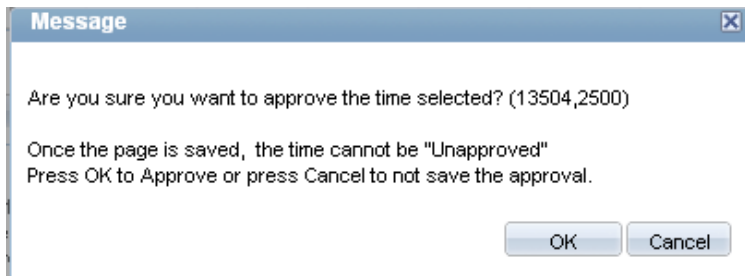 Message
Are you sure you want to approve the time selected? (13504,2500)
Once the page is saved, the time cannot be "Unapproved"
Press OK to Approve or press Cancel to not save the approval.
OK Cancel